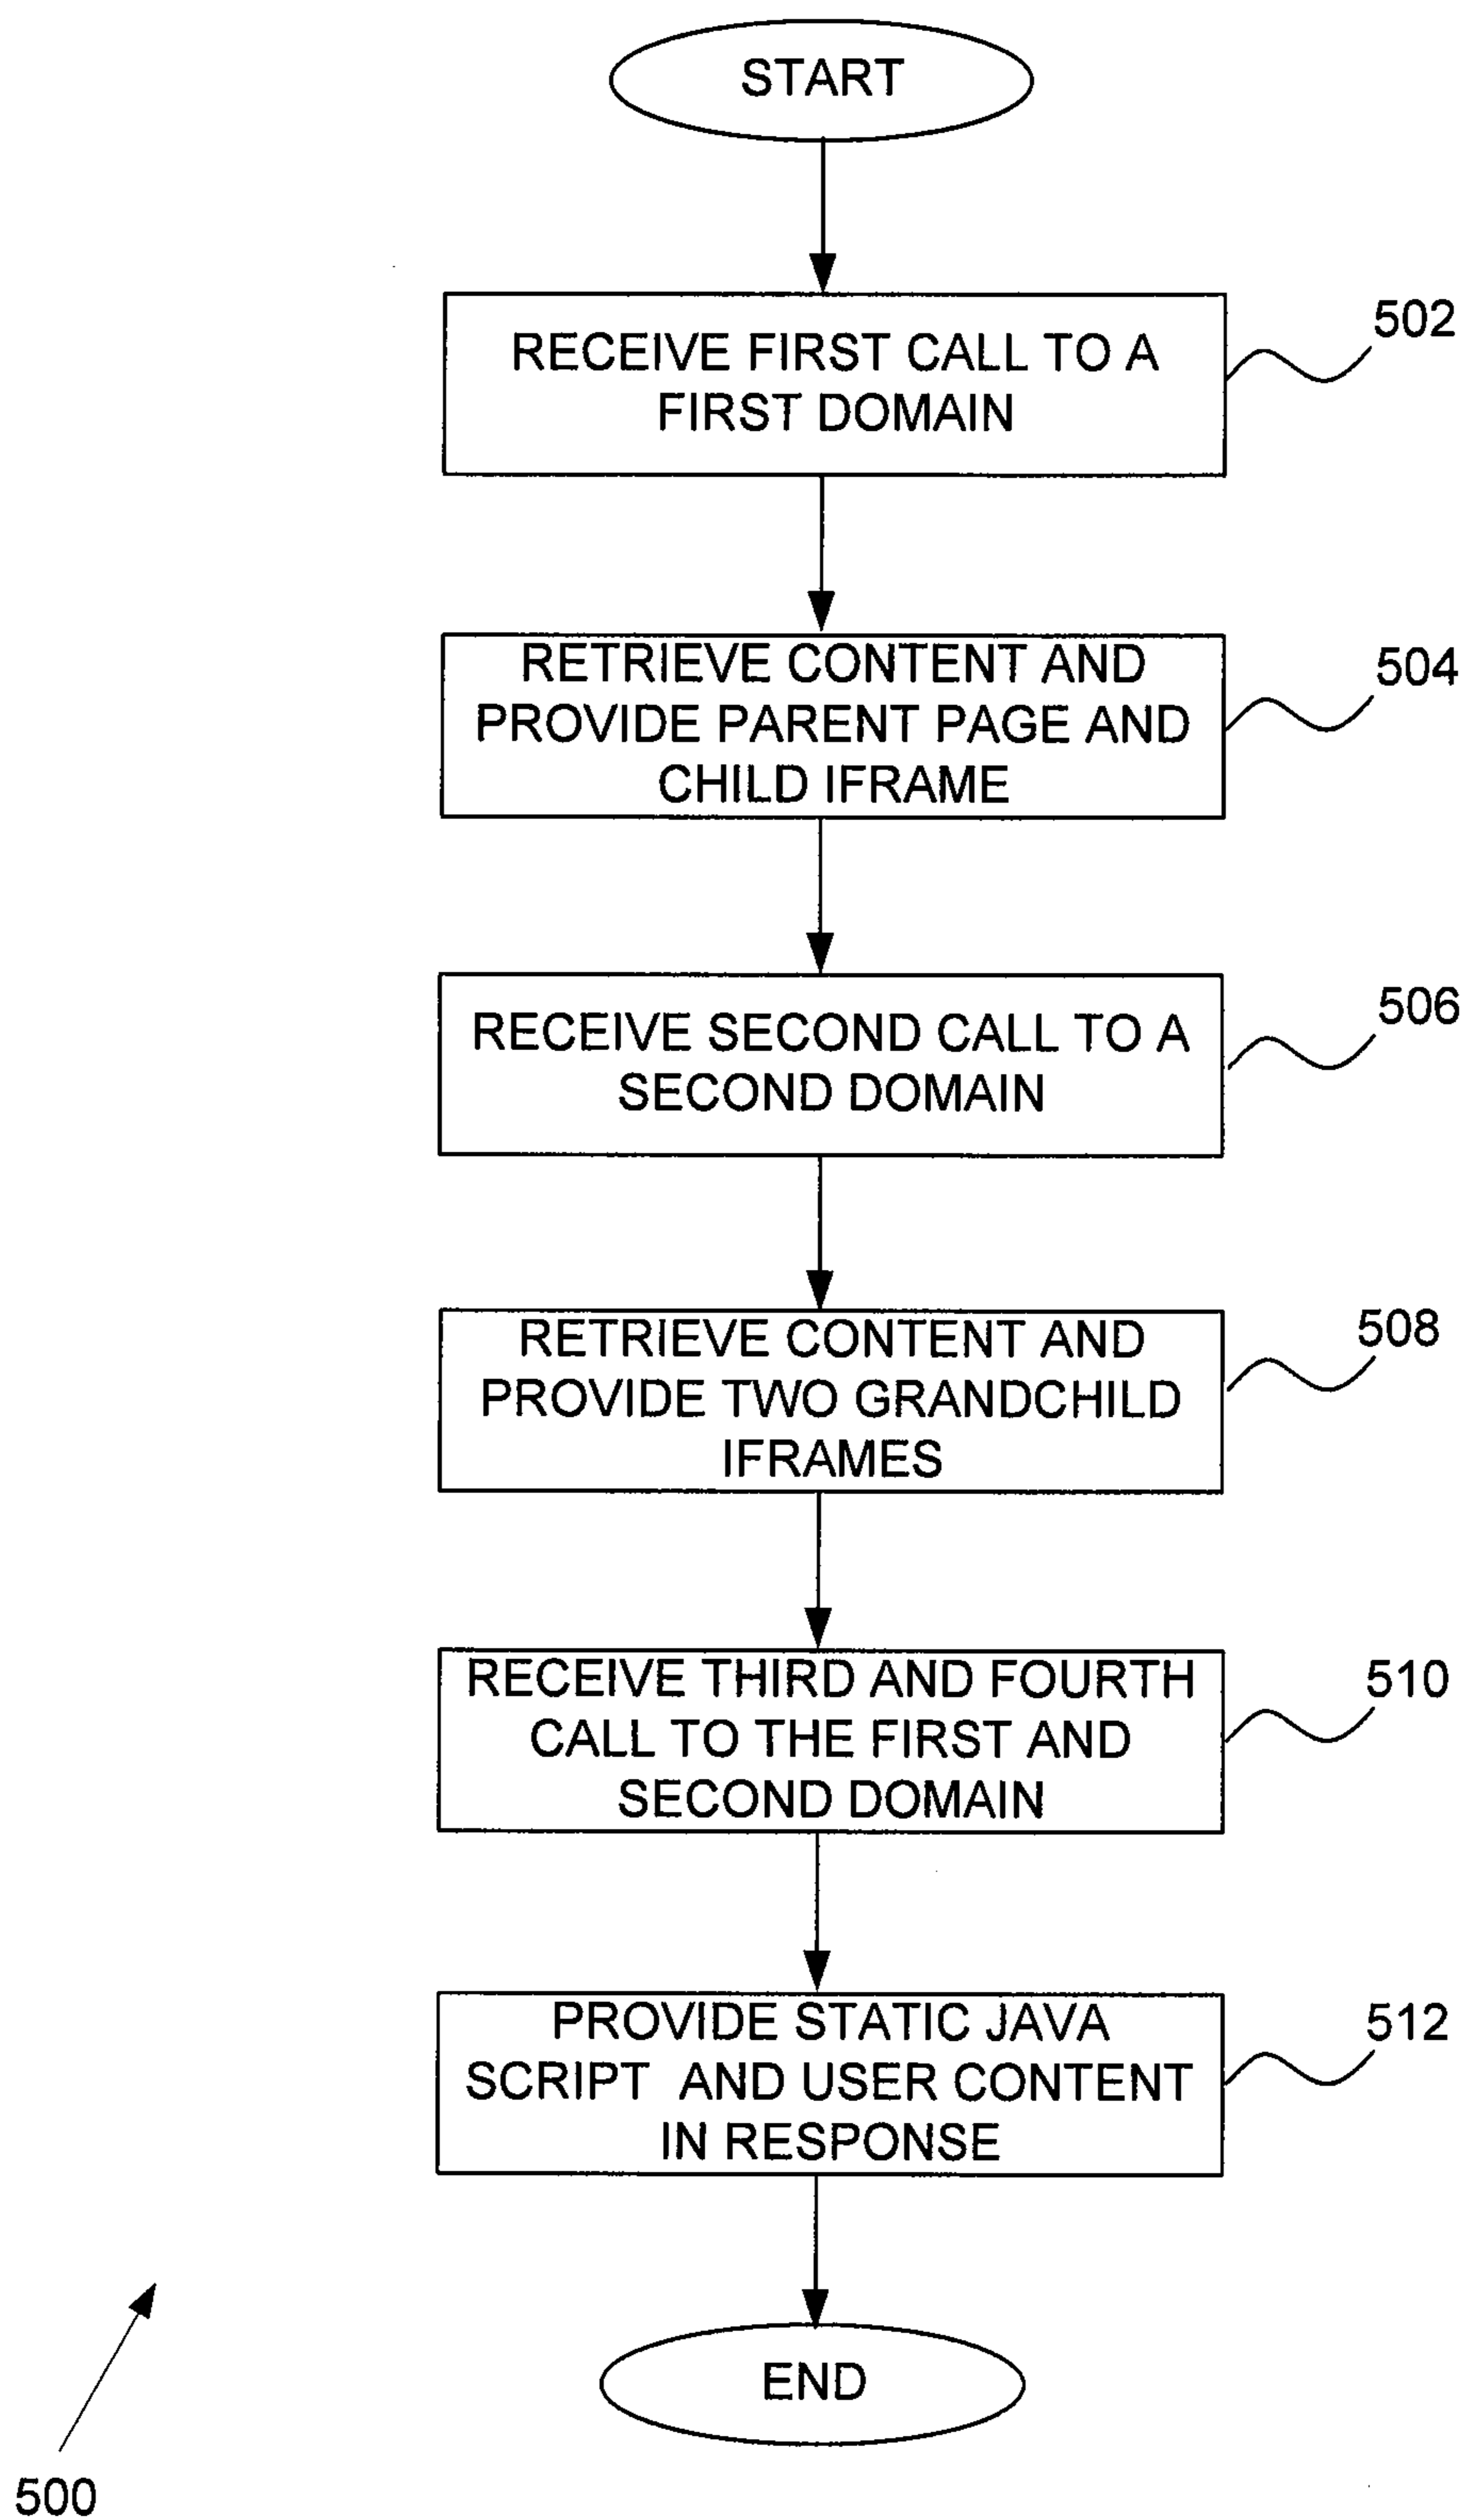 START
RECEIVE FIRST CALL TO A
FIRST DOMAIN
502
RETRIEVE CONTENT AND
PROVIDE PARENT PAGE AND
CHILD IFRAME
504
RECEIVE SECOND CALL TO A
SECOND DOMAIN
506
RETRIEVE CONTENT AND
PROVIDE TWO GRANDCHILD
IFRAMES
508
RECEIVE THIRD AND FOURTH
CALL TO THE FIRST AND
SECOND DOMAIN
510
PROVIDE STATIC JAVA
SCRIPT AND USER CONTENT
IN RESPONSE
512
END
500